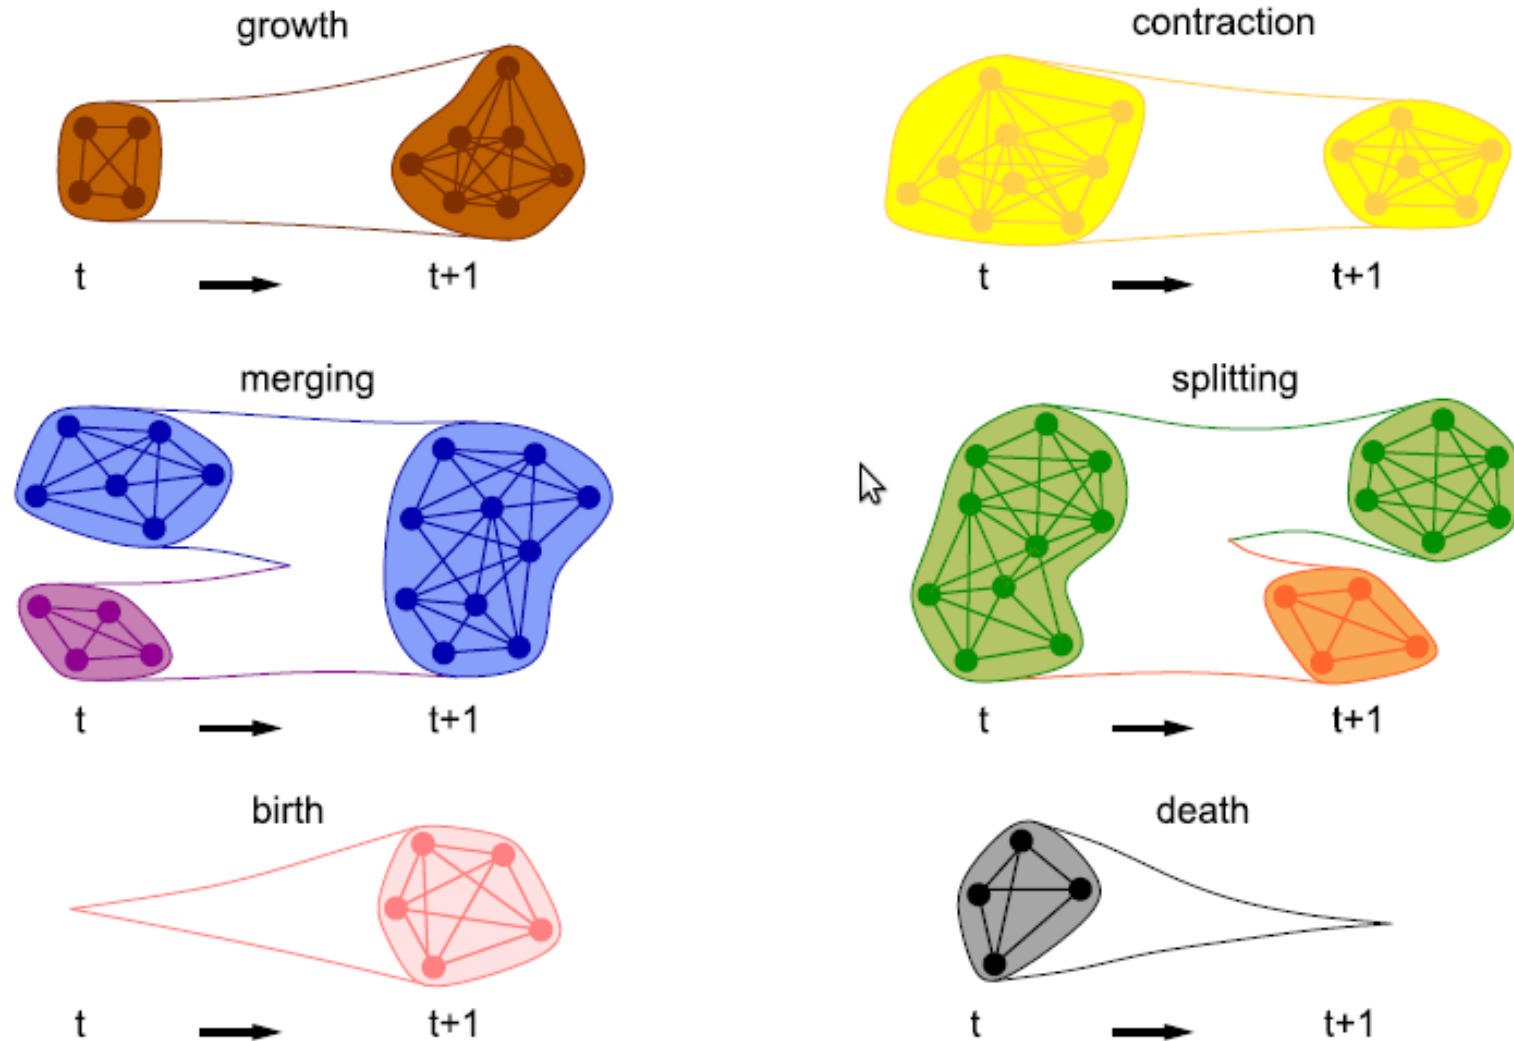 growth
contraction
t
t+1
t
t+1
merging
splitting
t
t+1
t
t+1
birth
death
t
t+1
t
t+1